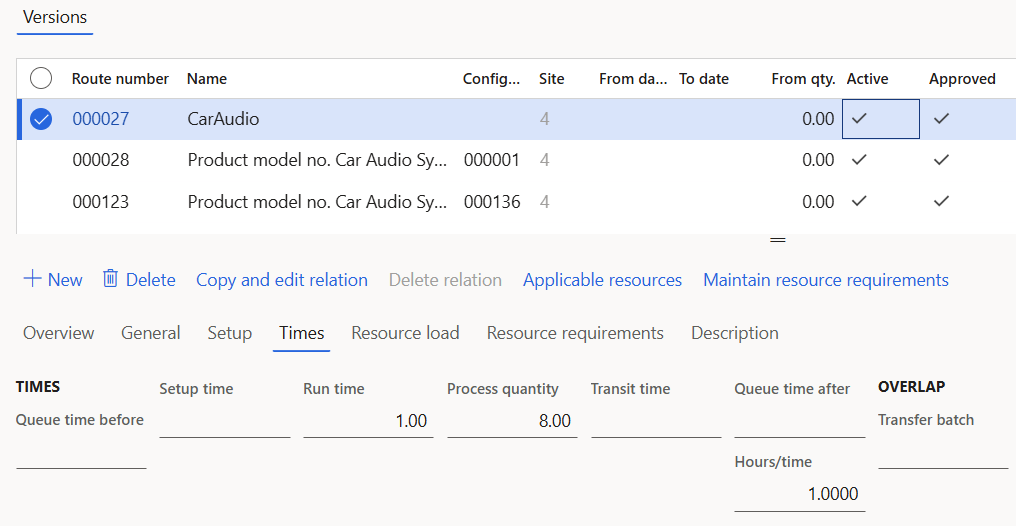 Versions
Route number Name Config... Site From da... To date From qty. Active Approved
000027 CarAudio 4 0.00
000028 Product model no. Car Audio Sy... 000001 4 0.00
000123 Product model no. Car Audio Sy... 000136 4 0.00
New Delete Copy and edit relation Delete relation Applicable resources Maintain resource requirements
Overview General Setup Times Resource load Resource requirements Description
TIMES Setup time Run time Process quantity Transit time Queue time after OVERLAP
Queue time before 1.00 8.00 Transfer batch
Hours/time
1.0000